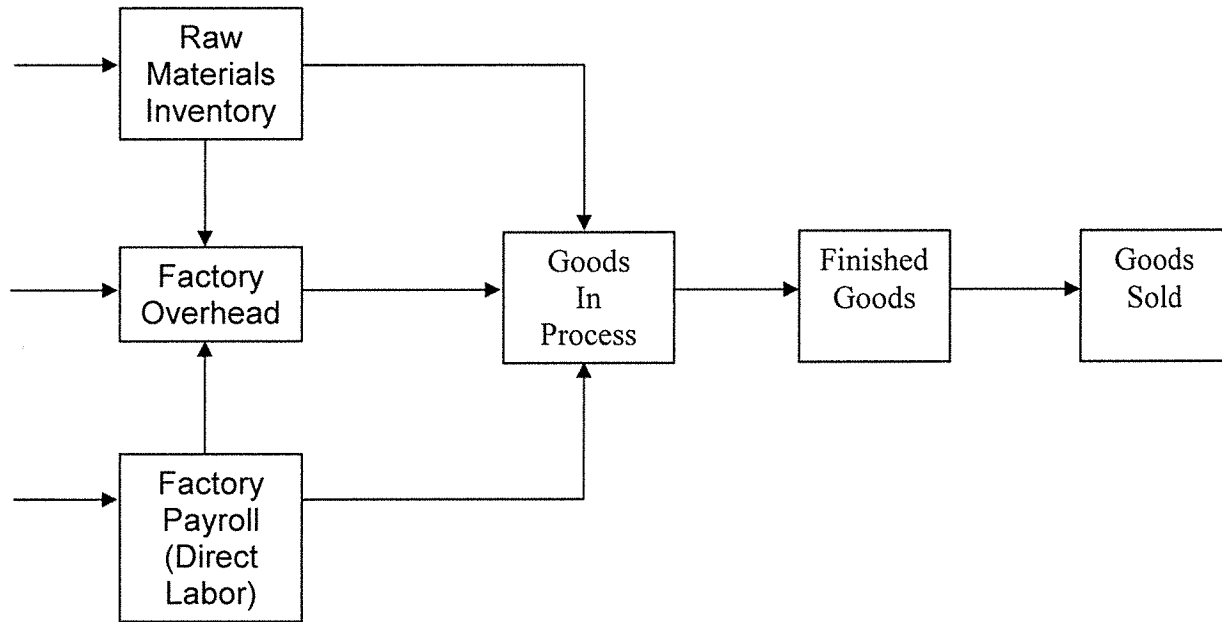 Raw
Materials
Inventory
Factory
Overhead
Factory
Payroll
(Direct
Labor)
Goods
In
Process
Finished
Goods
Goods
Sold